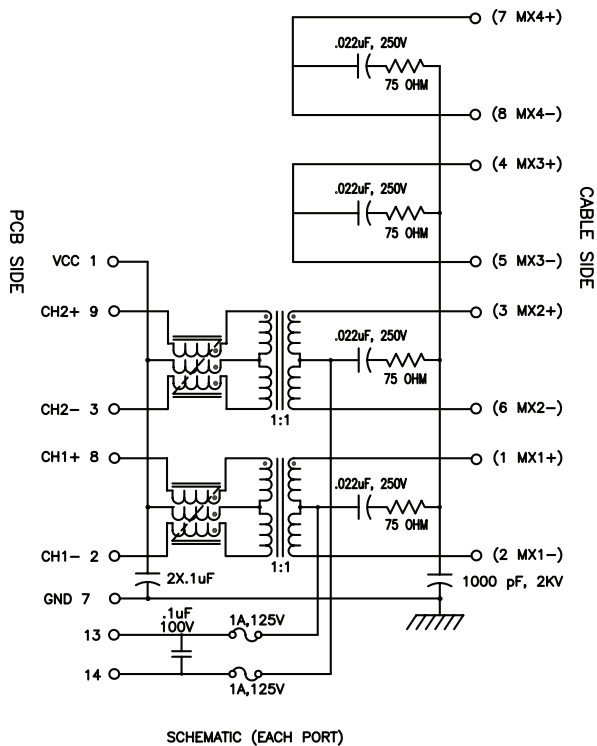 (7 MX4+)
.022uF, 250V
75 OHM
(8 MX4-)
(4 MX3+)
.022uF, 250V
75 OHM
(5 MX3-)
PCB SIDE
CABLE SIDE
VCC 1
CH2+ 9
(3 MX2+)
.022uF, 250V
75 OHM
CH2- 3
(6 MX2-)
1:1
CH1+ 8
(1 MX1+)
.022uF, 250V
75 OHM
CH1- 2
(2 MX1-)
1:1
2X.1uF
1000 pF, 2KV
GND 7
.1uF
100V
1A,125V
13
14
1A,125V
SCHEMATIC (EACH PORT)